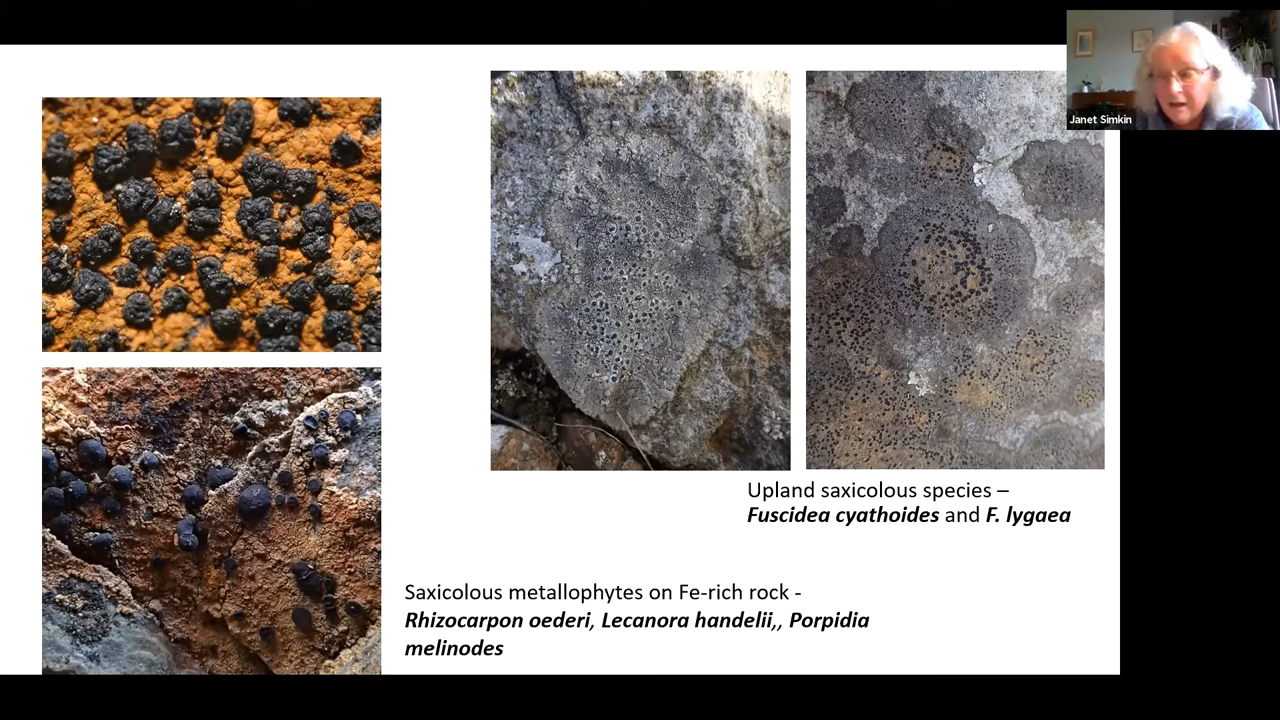 Janet Simkin
Upland saxicolous species –
Fuscidea cyathoides and F. lygaea
Saxicolous metallophytes on Fe-rich rock -
Rhizocarpon oederi, Lecanora handelii,, Porpidia
melinodes